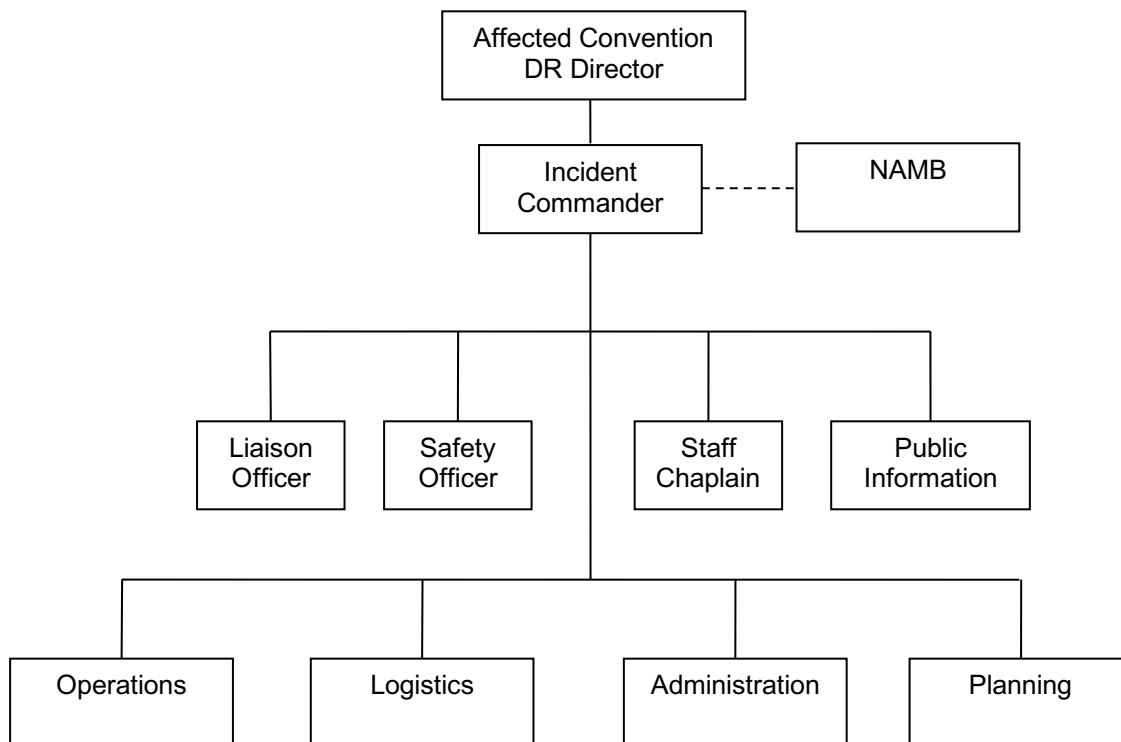 Affected Convention
DR Director
Incident
Commander
NAMB
Liaison
Officer
Safety
Officer
Staff
Chaplain
Public
Information
Operations
Logistics
Administration
Planning